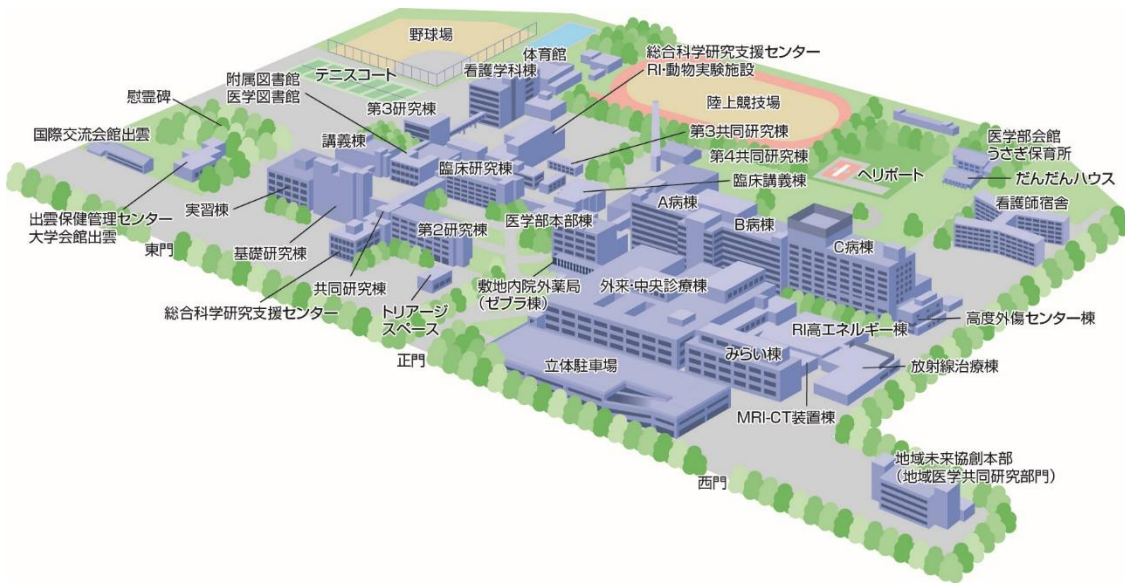 野球場
体育館
総合科学研究支援センター
RI・動物実験施設
看護学科棟
テニスコート
附属図書館
医学図書館
慰霊碑
第3研究棟
陸上競技場
国際交流会館出雲
講義棟
第3共同研究棟
医学部会館
うさぎ保育所
臨床研究棟
第4共同研究棟
ヘリポート
だんだんハウス
臨床講義棟
A病棟
看護師宿舎
実習棟
出雲保健管理センター
大学会館出雲
医学部本部棟
B病棟
第2研究棟
C病棟
東門
基礎研究棟
共同研究棟
敷地内院外薬局
(ゼブラ棟)
外来・中央診療棟
総合科学研究支援センター
トリアージ
スペース
RI高エネルギー棟
高度外傷センター棟
正門
立体駐車場
みらい棟
放射線治療棟
MRI-CT装置棟
地域未来協創本部
(地域医学共同研究部門)
西門